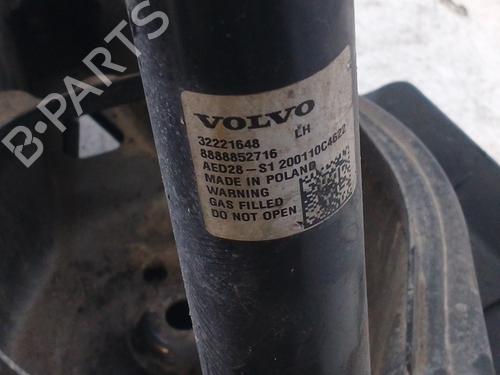 B-PARTS
VOLVO
32221648 LH
8888852716
AED28-S1 200110C4622
MADE IN POLAND
WARNING
GAS FILLED
DO NOT OPEN